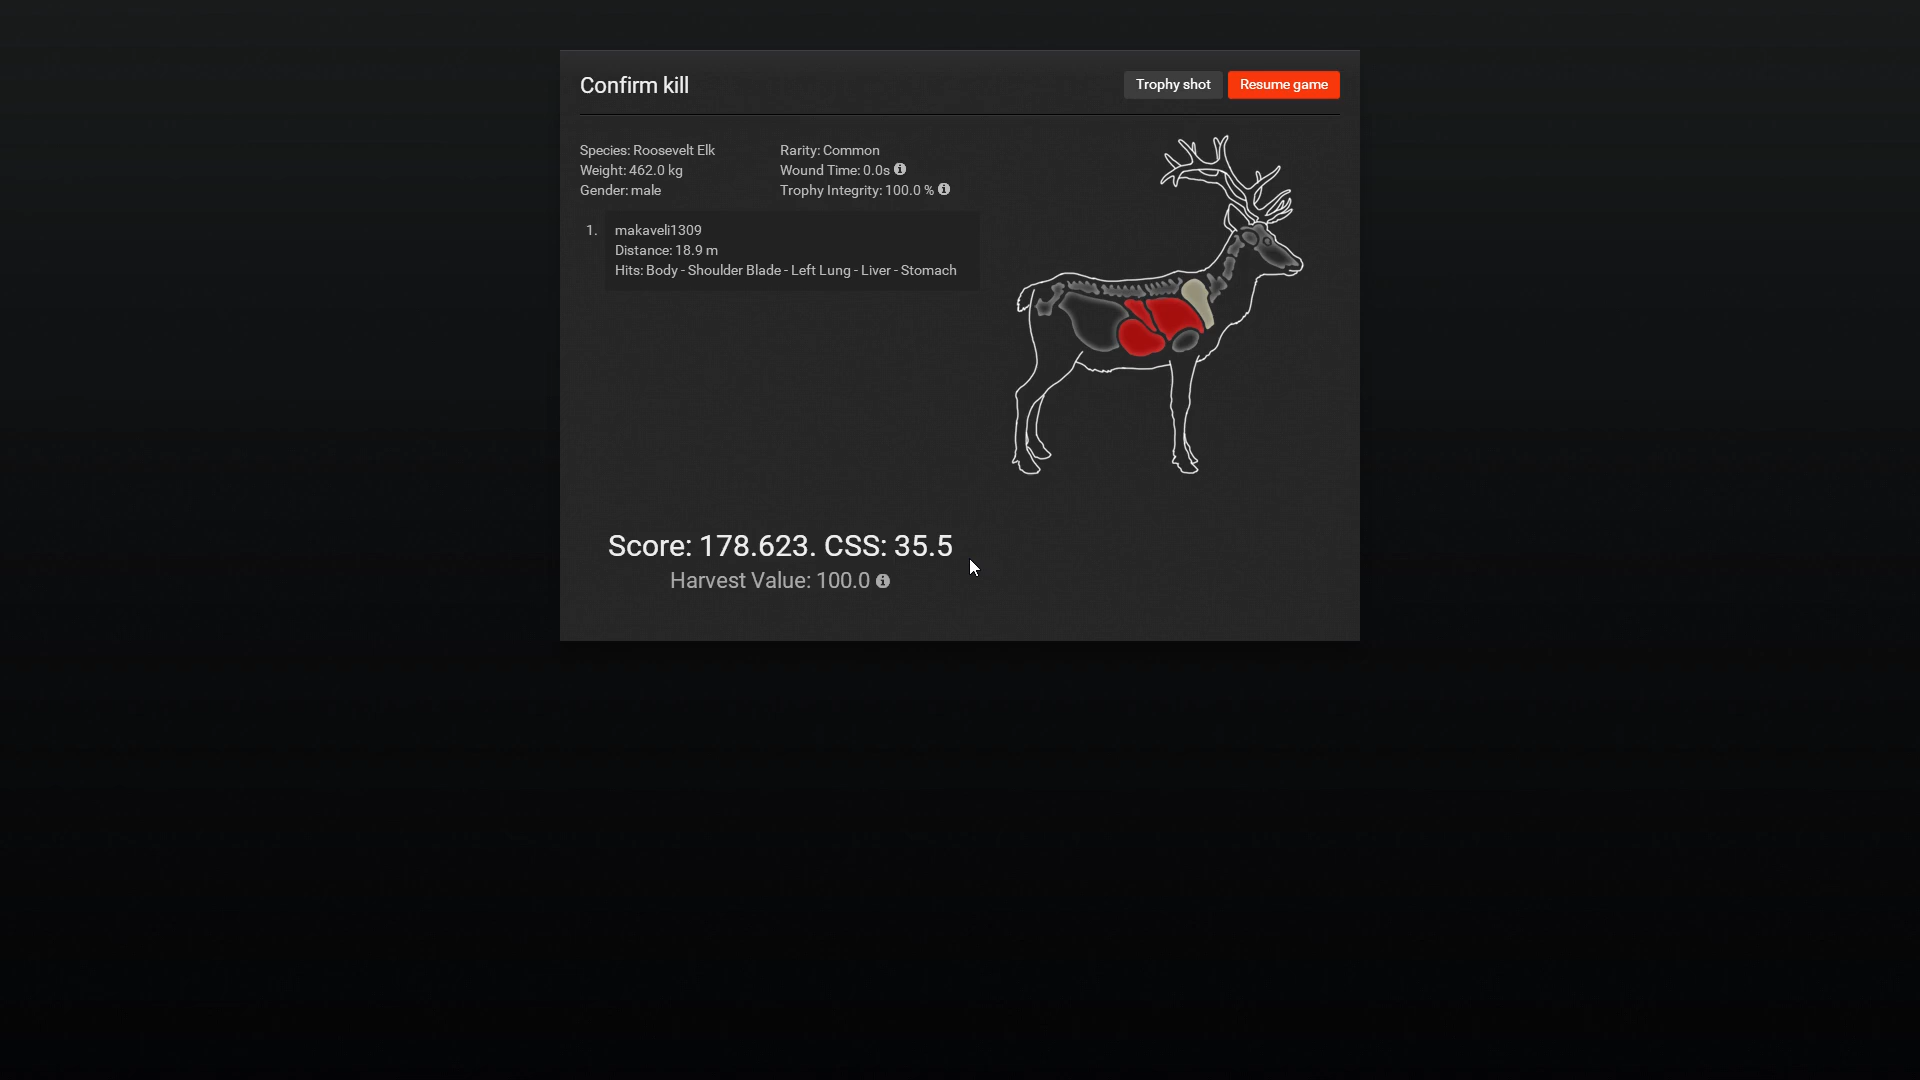 Confirm kill
Trophy shot
Resume game
Species: Roosevelt Elk
Weight: 462.0 kg
Gender: male
Rarity: Common
Wound Time: 0.0s
Trophy Integrity: 100.0 %
1.
makaveli1309
Distance: 18.9 m
Hits: Body - Shoulder Blade - Left Lung - Liver - Stomach
Score: 178.623. CSS: 35.5
Harvest Value: 100.0